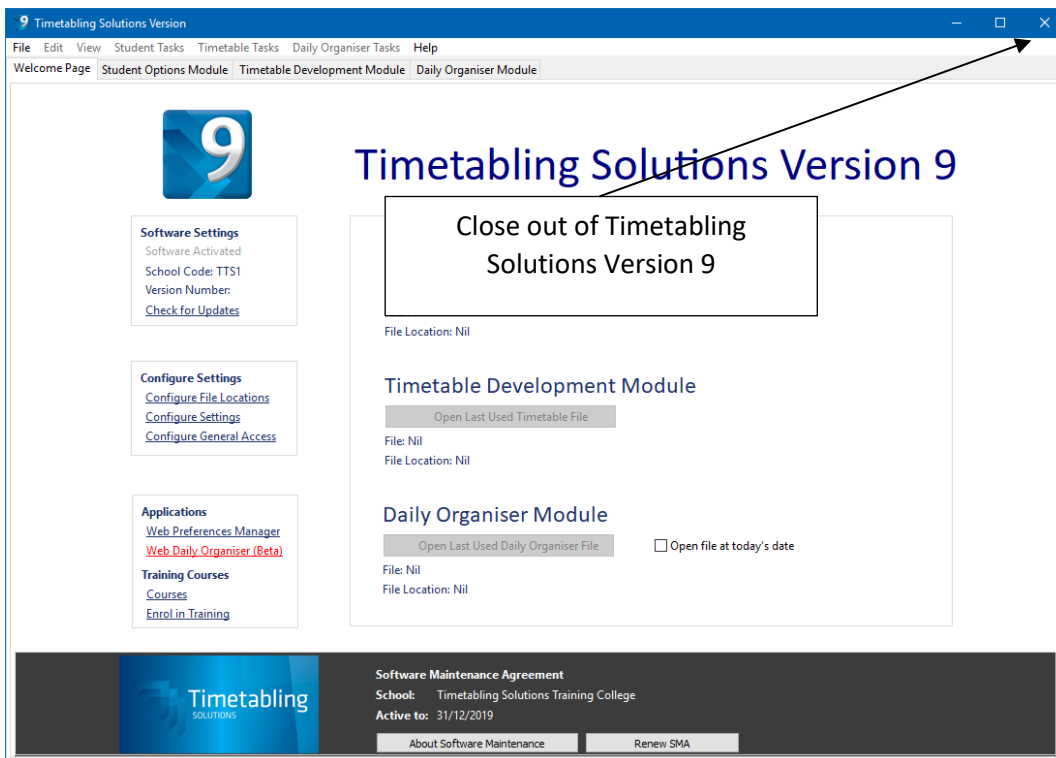 9 Timetabling Solutions Version
File Edit View Student Tasks Timetable Tasks Daily Organiser Tasks Help
Welcome Page Student Options Module Timetable Development Module Daily Organiser Module
9
Timetabling Solutions Version 9
Close out of Timetabling
Solutions Version 9
Software Settings
Software Activated
School Code: TTS1
Version Number:
Check for Updates
File Location: Nil
Configure Settings
Configure File Locations
Configure Settings
Configure General Access
Timetable Development Module
Open Last Used Timetable File
File: Nil
File Location: Nil
Applications
Web Preferences Manager
Web Daily Organiser (Beta)
Training Courses
Courses
Enrol in Training
Daily Organiser Module
Open Last Used Daily Organiser File Open file at today's date
File: Nil
File Location: Nil
Timetabling
SOLUTIONS
Software Maintenance Agreement
School: Timetabling Solutions Training College
Active to: 31/12/2019
About Software Maintenance Renew SMA